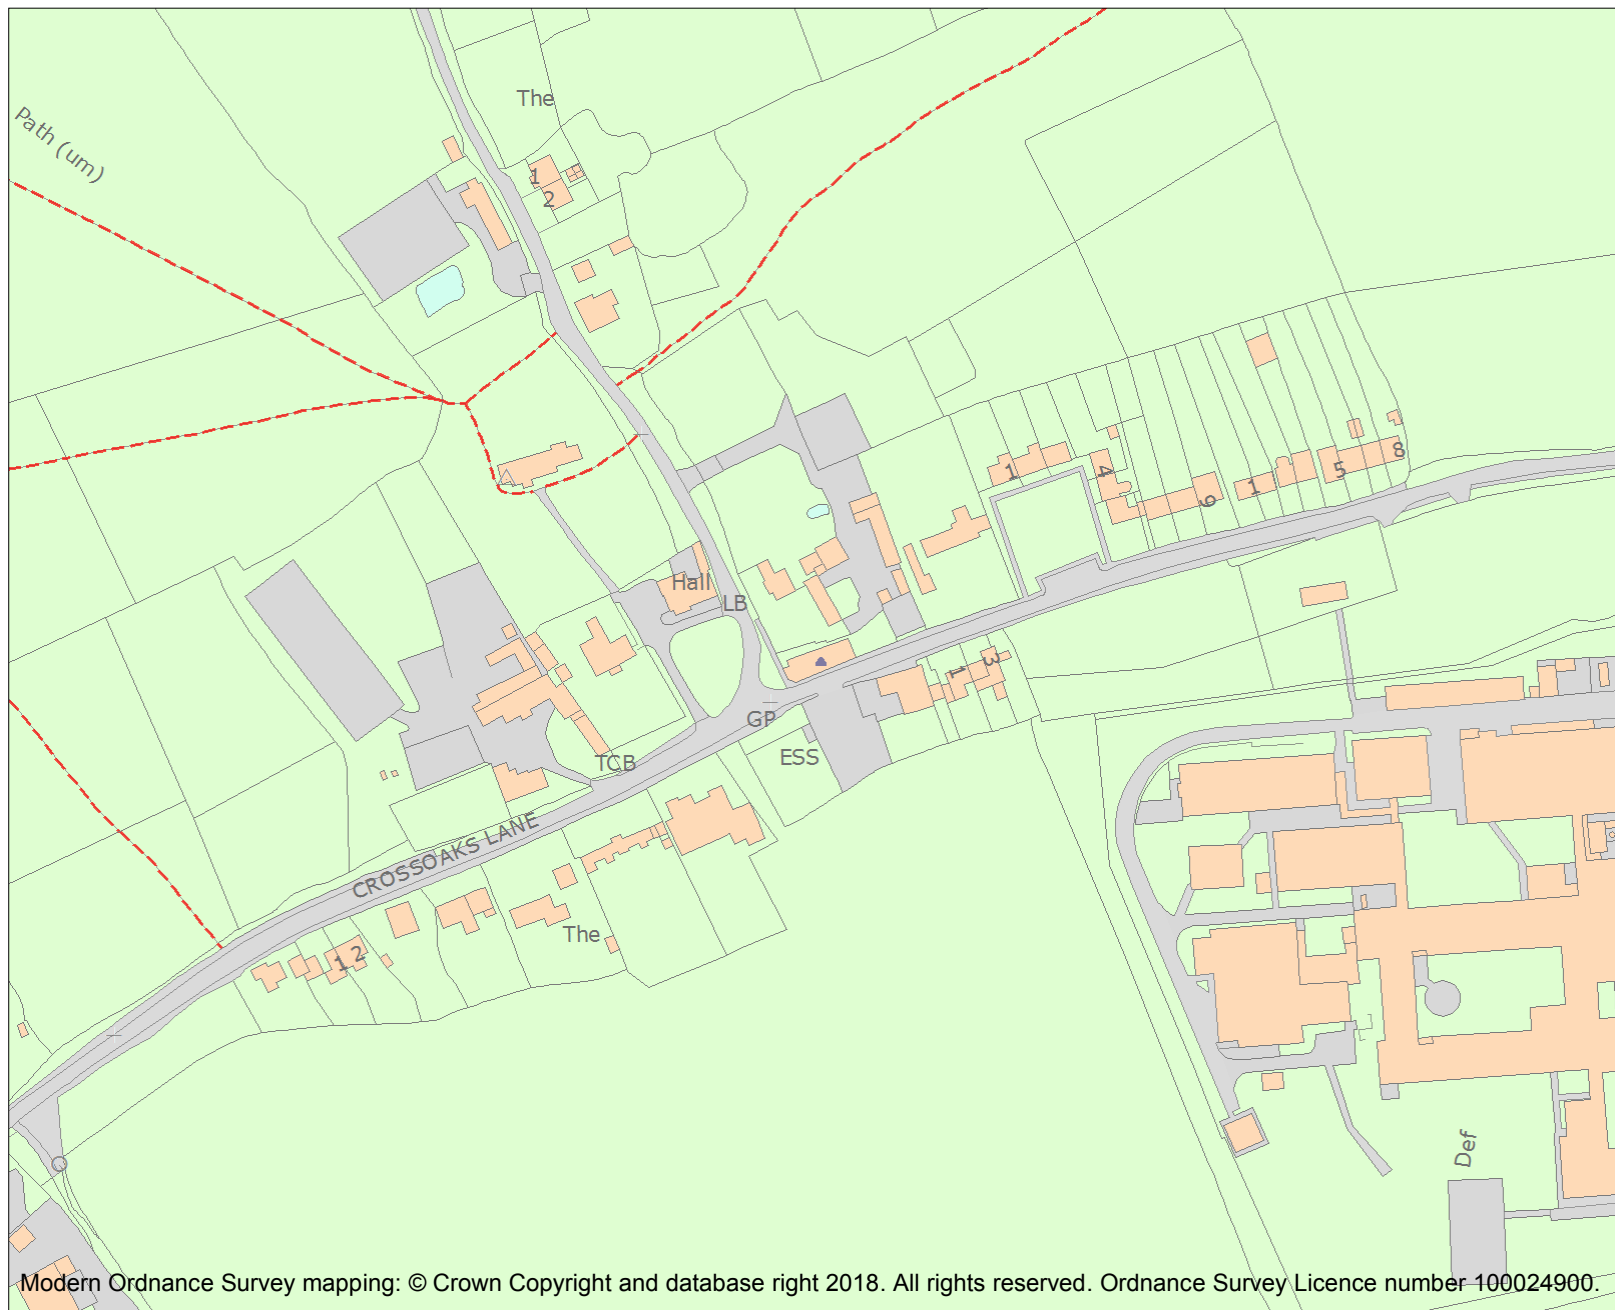 The
Path (um)
1
2
1
4
9
1
5
8
Hall
LB
1
3
GP
ESS
TCB
CROSSOAKS LANE
The
1 2
Def
Modern Ordnance Survey mapping: © Crown Copyright and database right 2018. All rights reserved. Ordnance Survey Licence number 100024900.